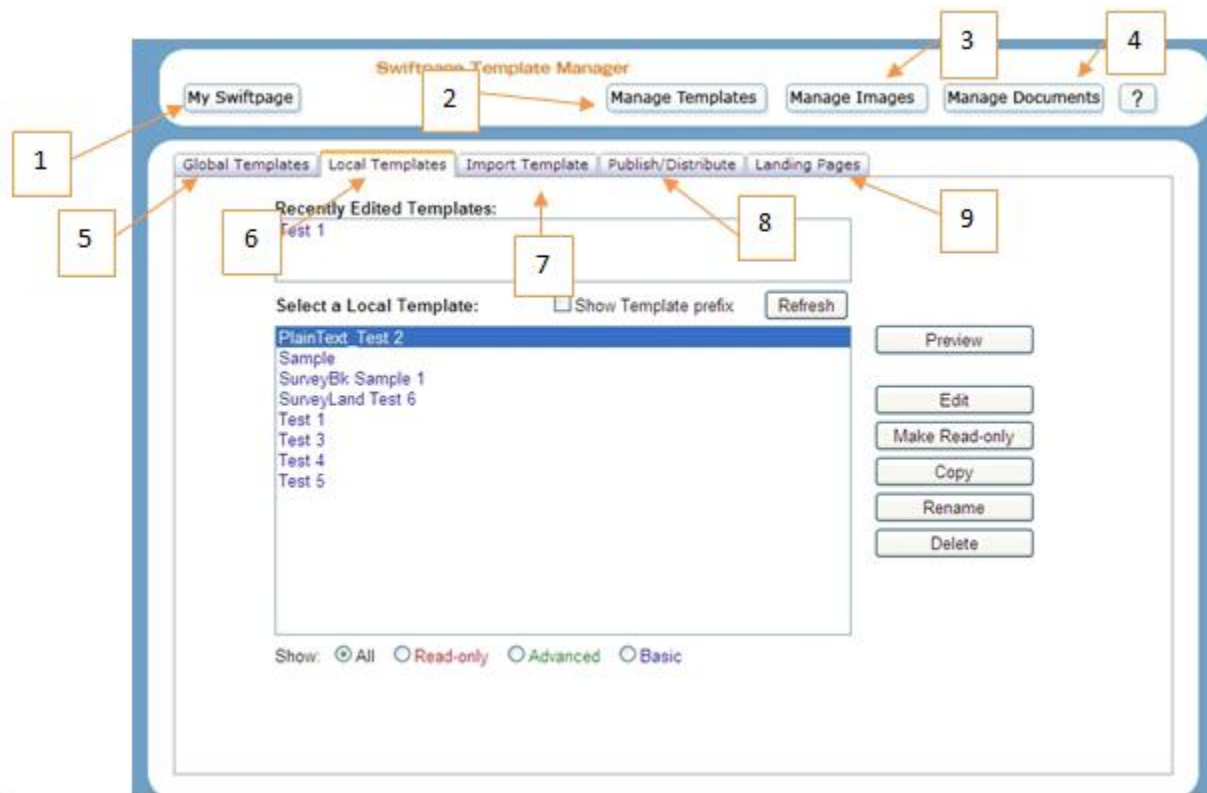 3
4
Swiftpage Template Manager
My Swiftpage
2
Manage Templates
Manage Images
Manage Documents
?
1
Global Templates
Local Templates
Import Template
Publish/Distribute
Landing Pages
5
6
7
8
9
Recently Edited Templates:
Test 1
Select a Local Template:
Show Template prefix
Refresh
PlainText_Test 2
Sample
SurveyBk Sample 1
SurveyLand Test 6
Test 1
Test 3
Test 4
Test 5
Preview
Edit
Make Read-only
Copy
Rename
Delete
Show: All Read-only Advanced Basic